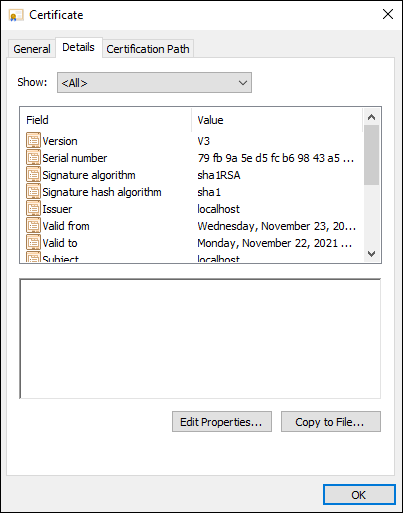 Certificate
General Details Certification Path
Show: <All>
Field Value
Version V3
Serial number 79 fb 9a 5e d5 fc b6 98 43 a5 ...
Signature algorithm sha1RSA
Signature hash algorithm sha1
Issuer localhost
Valid from Wednesday, November 23, 20...
Valid to Monday, November 22, 2021 ...
Subject localhost
Edit Properties... Copy to File...
OK